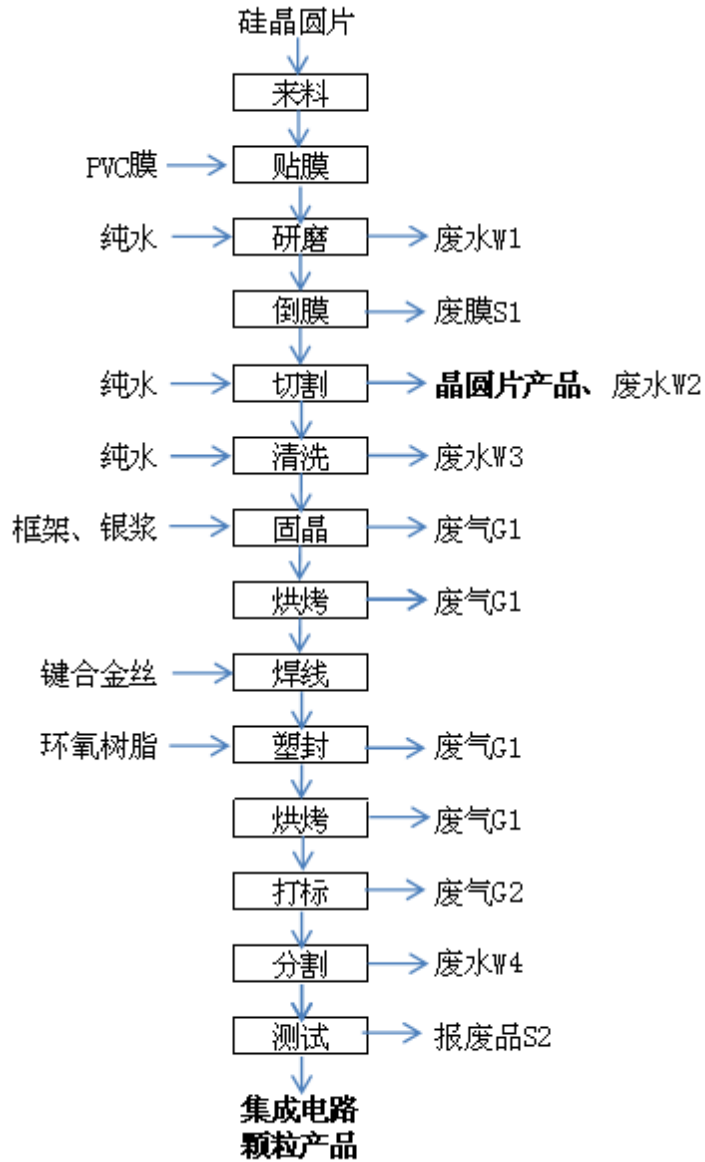 硅晶圆片
来料
PVC膜 贴膜
纯水 研磨 废水W1
倒膜 废膜S1
纯水 切割 晶圆片产品、废水W2
纯水 清洗 废水W3
框架、银浆 固晶 废气G1
烘烤 废气G1
键合金丝 焊线
环氧树脂 塑封 废气G1
烘烤 废气G1
打标 废气G2
分割 废水W4
测试 报废品S2
集成电路
颗粒产品